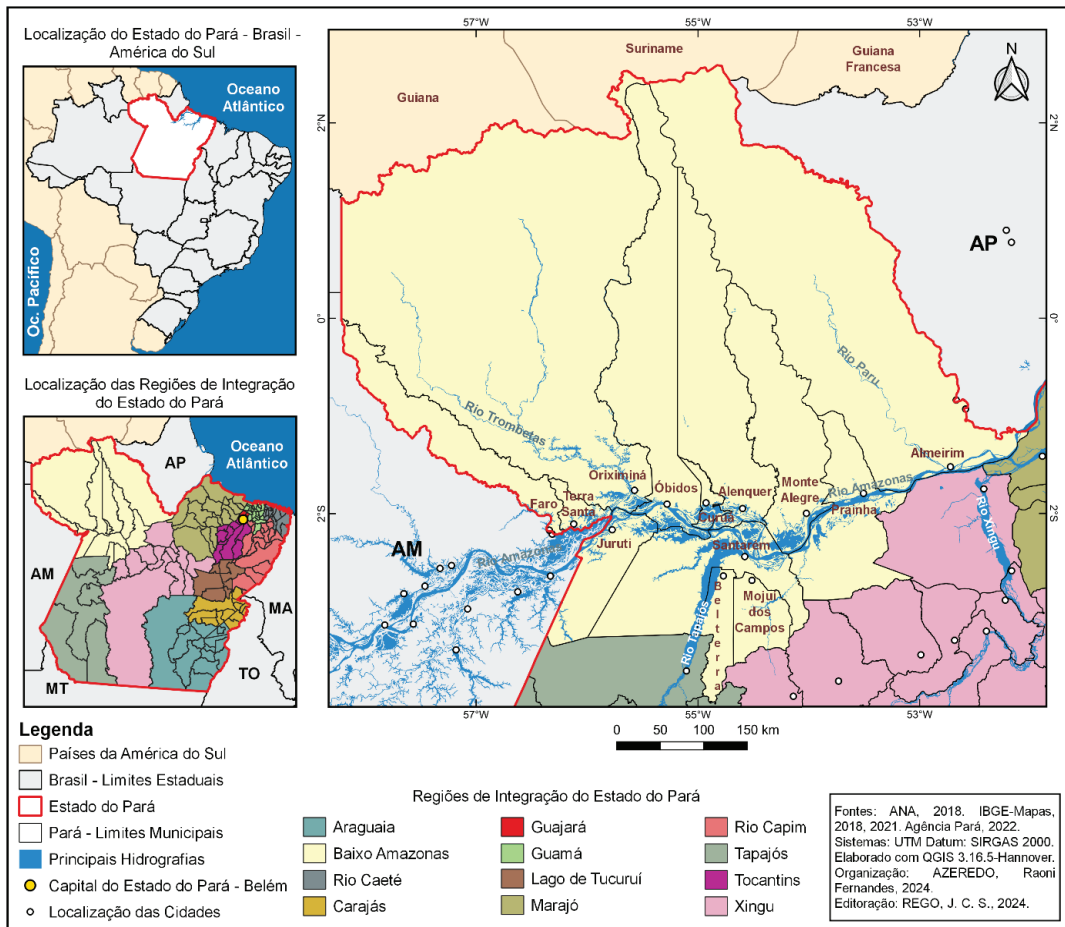 Localização do Estado do Pará - Brasil -
América do Sul
Oceano
Atlântico
Oc. Pacífico
Localização das Regiões de Integração
do Estado do Pará
Oceano
Atlântico
AP
AM
MA
MT
TO
57°W
55°W
53°W
Suriname
Guiana
Francesa
Guiana
N
2°N
0°
2°S
2°N
0°
2°S
AP
AM
Rio Paru
Rio Trombetas
Almeirim
Oriximiná
Óbidos
Alenquer
Monte
Alegre
Rio Amazonas
Faro
Terra
Santa
Curuá
Prainha
Rio Xingu
Juruti
Santarém
Rio Amazonas
Rio Tapajós
Belterra
Mojuí
dos
Campos
57°W
55°W
53°W
0 50 100 150 km
Legenda
Países da América do Sul
Brasil - Limites Estaduais
Estado do Pará
Pará - Limites Municipais
Principais Hidrografias
Capital do Estado do Pará - Belém
Localização das Cidades
Regiões de Integração do Estado do Pará
Araguaia
Baixo Amazonas
Rio Caeté
Carajás
Guajará
Guamá
Lago de Tucuruí
Marajó
Rio Capim
Tapajós
Tocantins
Xingu
Fontes: ANA, 2018. IBGE-Mapas,
2018, 2021. Agência Pará, 2022.
Sistemas: UTM Datum: SIRGAS 2000.
Elaborado com QGIS 3.16.5-Hannover.
Organização: AZEREDO, Raoni
Fernandes, 2024.
Editoração: REGO, J. C. S., 2024.